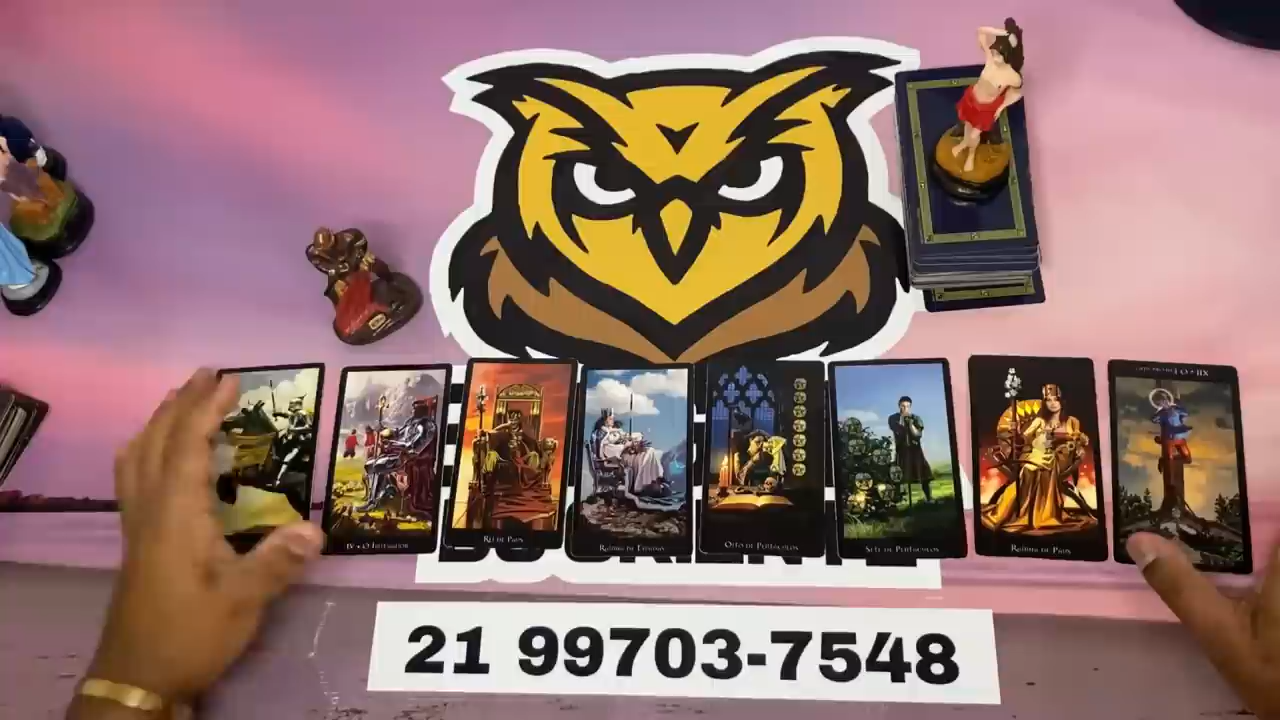 IV • O Imperador
Rei de Paus
Rainha de Espadas
Oito de Pentáculos
Sete de Pentáculos
Rainha de Paus
XII • O
21 99703-7548